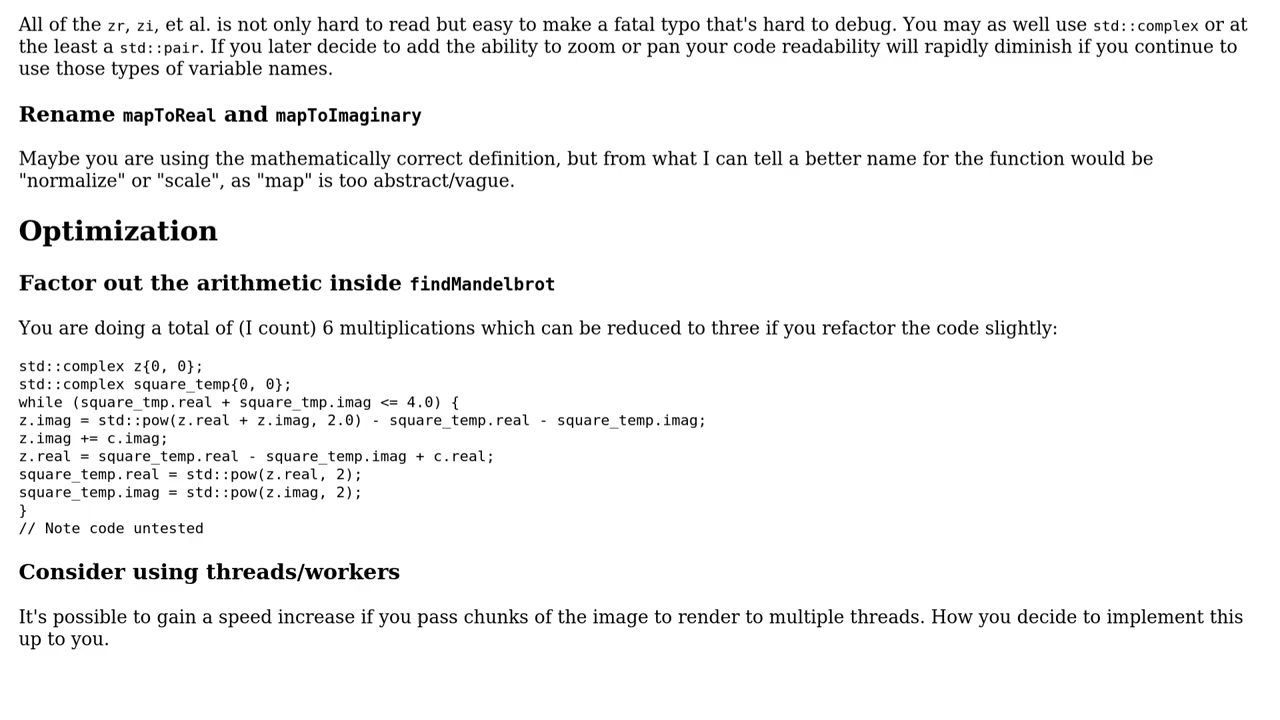 All of the zr, zi, et al. is not only hard to read but easy to make a fatal typo that's hard to debug. You may as well use std::complex or at
the least a std::pair. If you later decide to add the ability to zoom or pan your code readability will rapidly diminish if you continue to
use those types of variable names.
Rename mapToReal and mapToImaginary
Maybe you are using the mathematically correct definition, but from what I can tell a better name for the function would be
"normalize" or "scale", as "map" is too abstract/vague.
Optimization
Factor out the arithmetic inside findMandelbrot
You are doing a total of (I count) 6 multiplications which can be reduced to three if you refactor the code slightly:
std::complex z{0, 0};
std::complex square_temp{0, 0};
while (square_tmp.real + square_tmp.imag <= 4.0) {
z.imag = std::pow(z.real + z.imag, 2.0) - square_temp.real - square_temp.imag;
z.imag += c.imag;
z.real = square_temp.real - square_temp.imag + c.real;
square_temp.real = std::pow(z.real, 2);
square_temp.imag = std::pow(z.imag, 2);
}
// Note code untested
Consider using threads/workers
It's possible to gain a speed increase if you pass chunks of the image to render to multiple threads. How you decide to implement this
up to you.